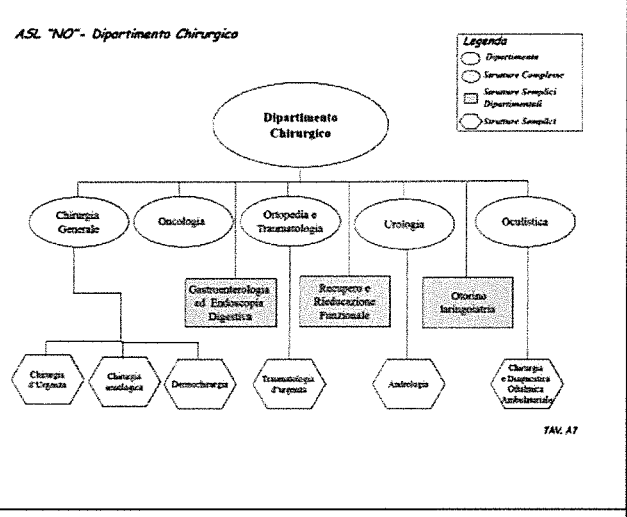 ASL "NO"- Dipartimento Chirurgico
Legenda
Dipartimento
Strutture Complesse
Strutture Semplici
Dipartimentali
Strutture Semplici
Dipartimento
Chirurgico
Chirurgia
Generale
Oncologia
Ortopedia e
Traumatologia
Urologia
Oculistica
Gastroenterologia
ed Endoscopia
Digestiva
Recupero e
Rieducazione
Funzionale
Otorino
laringoiatria
Chirurgia
d'Urgenza
Chirurgia
oncologica
Dermochirurgia
Traumatologia
d'urgenza
Andrologia
Chirurgia
e Diagnostica
Oftalmica
Ambulatoriale
TAV. A7